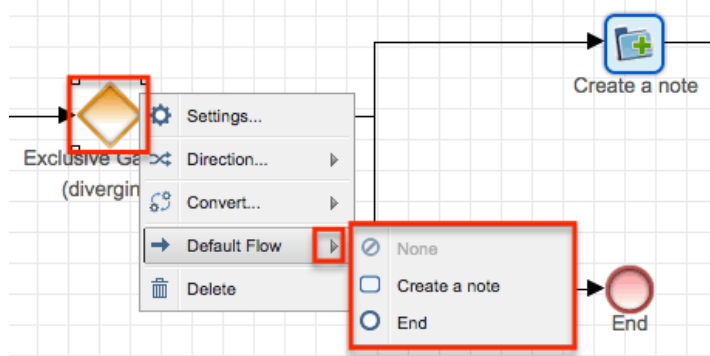 Create a note
Exclusive Ga
(divergin
Settings...
Direction...
Convert...
Default Flow
Delete
None
Create a note
End
End